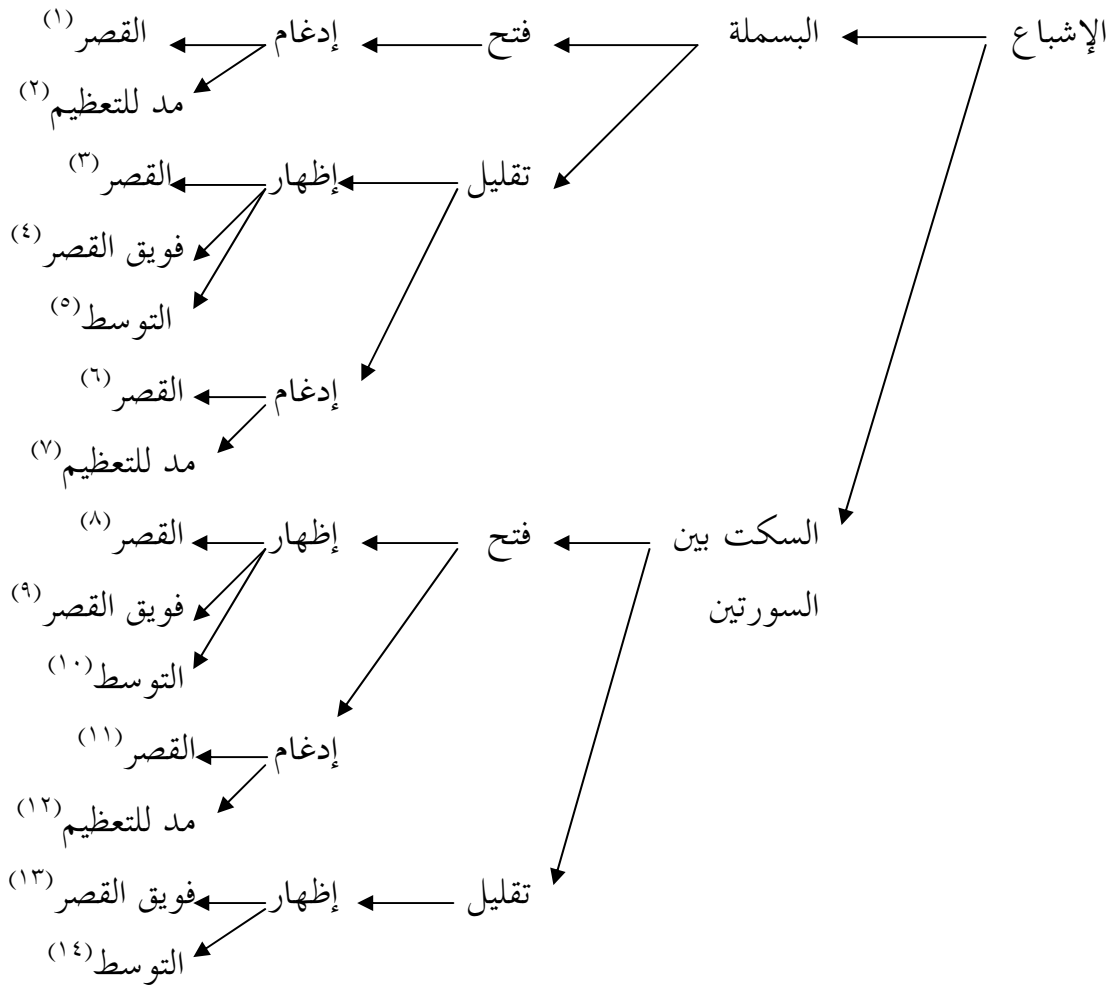 الإشباع البسملة فتح إدغام القصر(١)
مد للتعظيم(٢)
تقليل إظهار القصر(٣)
فويق القصر(٤)
التوسط(٥)
إدغام القصر(٦)
مد للتعظيم(٧)
السكت بين فتح إظهار القصر(٨)
السورتين فويق القصر(٩)
التوسط(١٠)
إدغام القصر(١١)
مد للتعظيم(١٢)
تقليل إظهار فويق القصر(١٣)
التوسط(١٤)